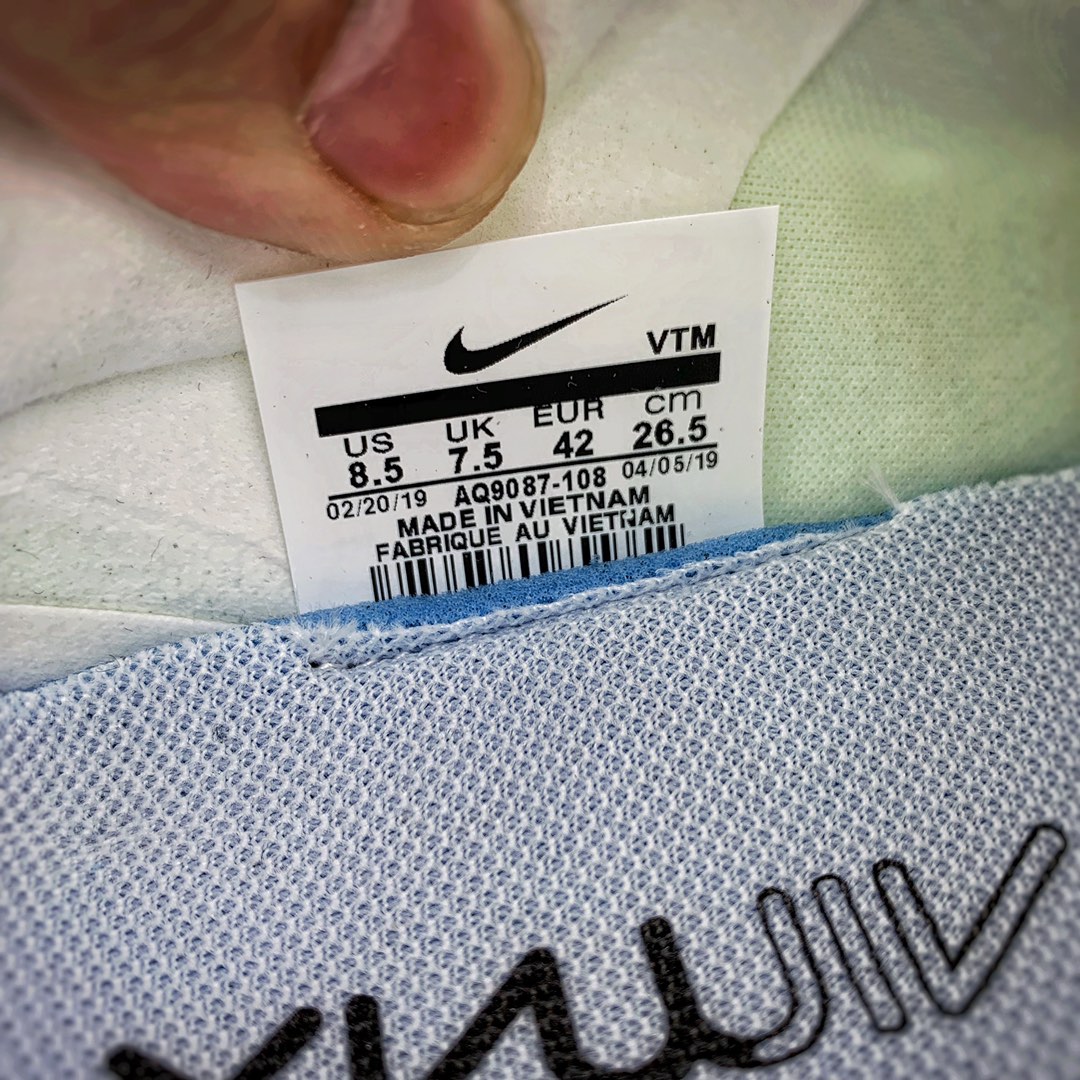 VTM
US UK EUR cm
8.5 7.5 42 26.5
02/20/19 AQ9087-108 04/05/19
MADE IN VIETNAM
FABRIQUE AU VIETNAM